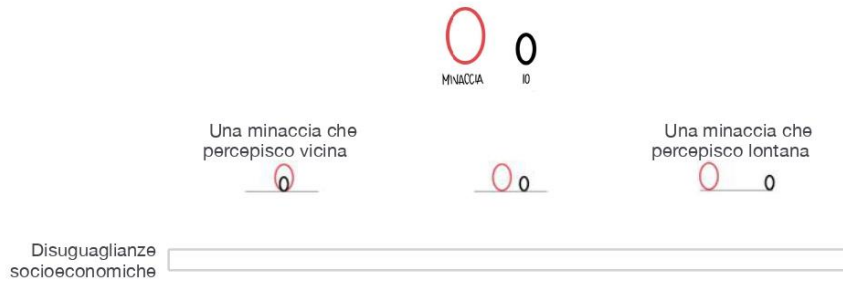 MINACCIA IO
Una minaccia che
percepisco vicina
Una minaccia che
percepisco lontana
Disuguaglianze
socioeconomiche